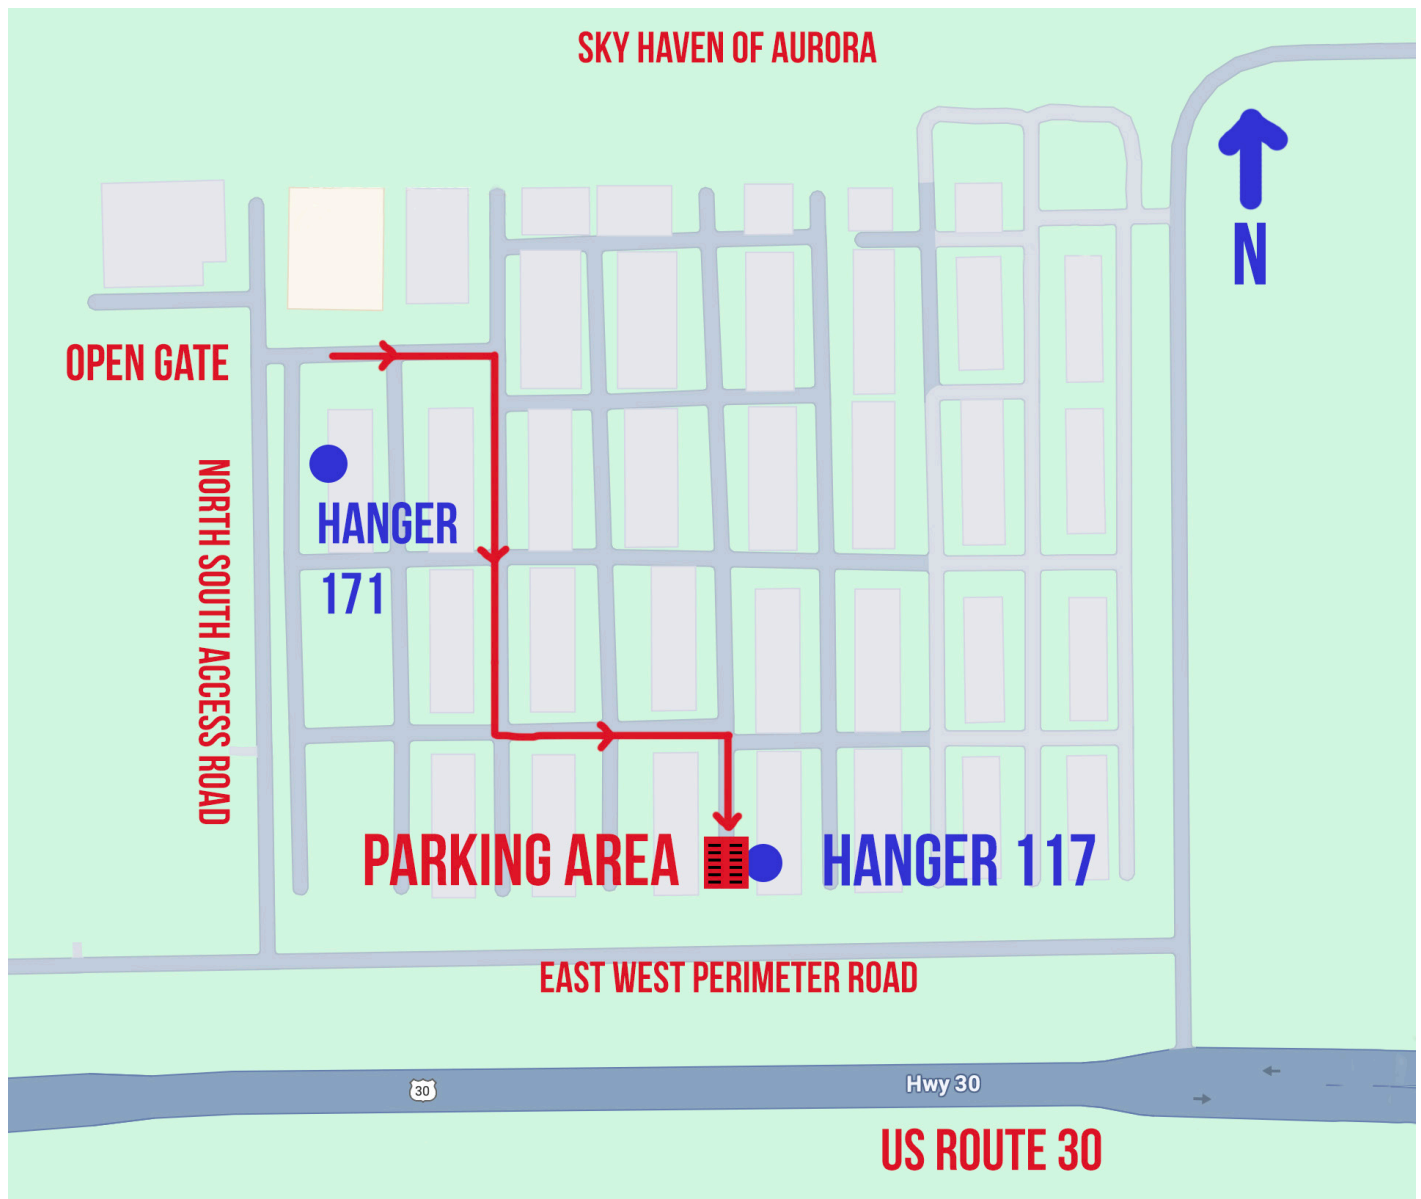 SKY HAVEN OF AURORA
N
OPEN GATE
NORTH SOUTH ACCESS ROAD
HANGER
171
PARKING AREA
HANGER 117
EAST WEST PERIMETER ROAD
30
Hwy 30
US ROUTE 30